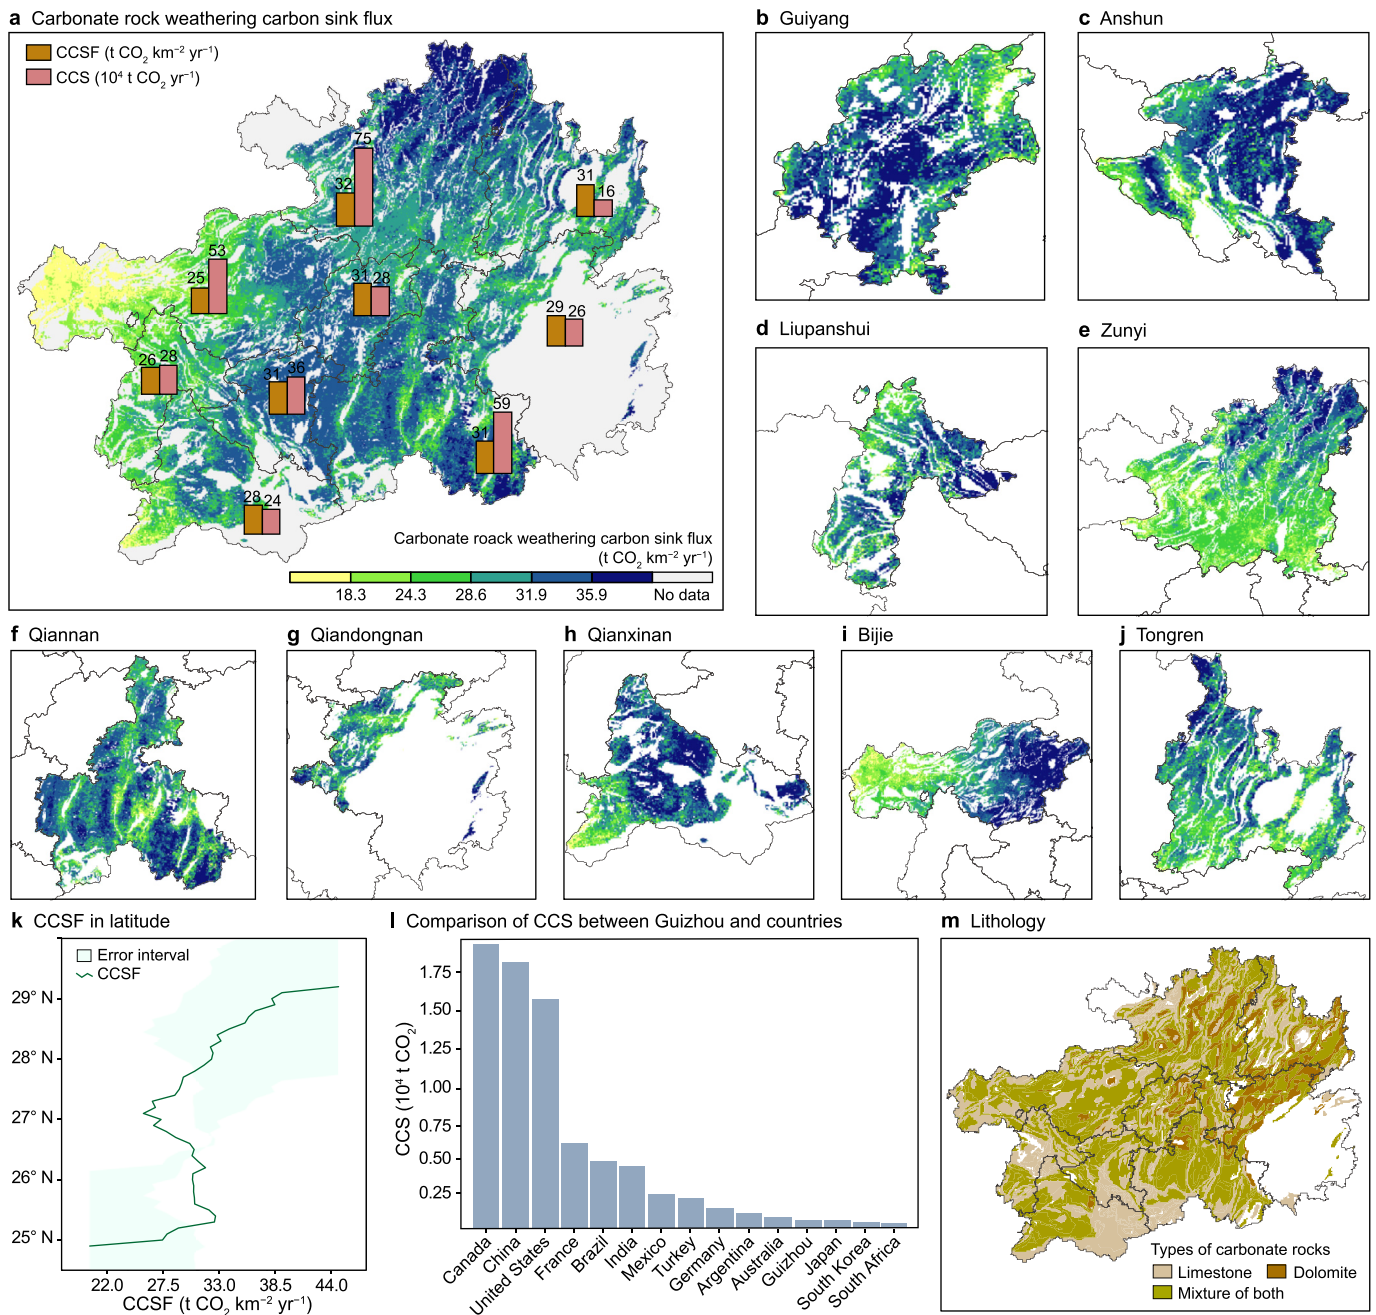 a Carbonate rock weathering carbon sink flux
CCSF (t CO2 km−2 yr−1)
CCS (10⁴ t CO2 yr−1)
75
32
31
16
53
25
31
28
29
26
26
28
31
36
59
31
28
24
Carbonate roack weathering carbon sink flux
(t CO2 km−2 yr−1)
18.3 24.3 28.6 31.9 35.9 No data
b Guiyang
c Anshun
d Liupanshui
e Zunyi
f Qiannan
g Qiandongnan
h Qianxinan
i Bijie
j Tongren
k CCSF in latitude
Error interval
CCSF
29° N
28° N
27° N
26° N
25° N
22.0 27.5 33.0 38.5 44.0
CCSF (t CO2 km−2 yr−1)
l Comparison of CCS between Guizhou and countries
CCS (10⁴ t CO2)
1.75
1.50
1.25
1.00
0.75
0.50
0.25
Canada
China
United States
France
Brazil
India
Mexico
Turkey
Germany
Argentina
Australia
Guizhou
Japan
South Korea
South Africa
m Lithology
Types of carbonate rocks
Limestone Dolomite
Mixture of both